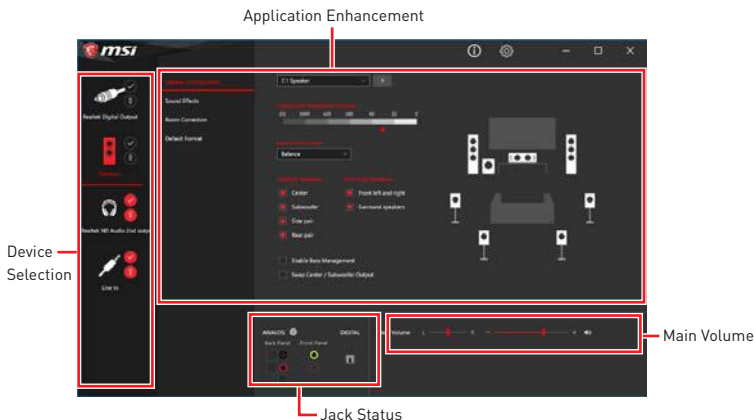 Application Enhancement
msi
7.1 Speaker
Sound Effects
Room Correction
Default Format
Realtek Digital Output
Speakers
Balance
Center
Front left and right
Subwoofer
Surround speakers
Side pair
Rear pair
Enable Bass Management
Swap Center / Subwoofer Output
Realtek HD Audio 2nd output
Line In
Device
Selection
ANALOG
DIGITAL
Back Panel
Front Panel
Volume
L
R
-
+
Main Volume
Jack Status